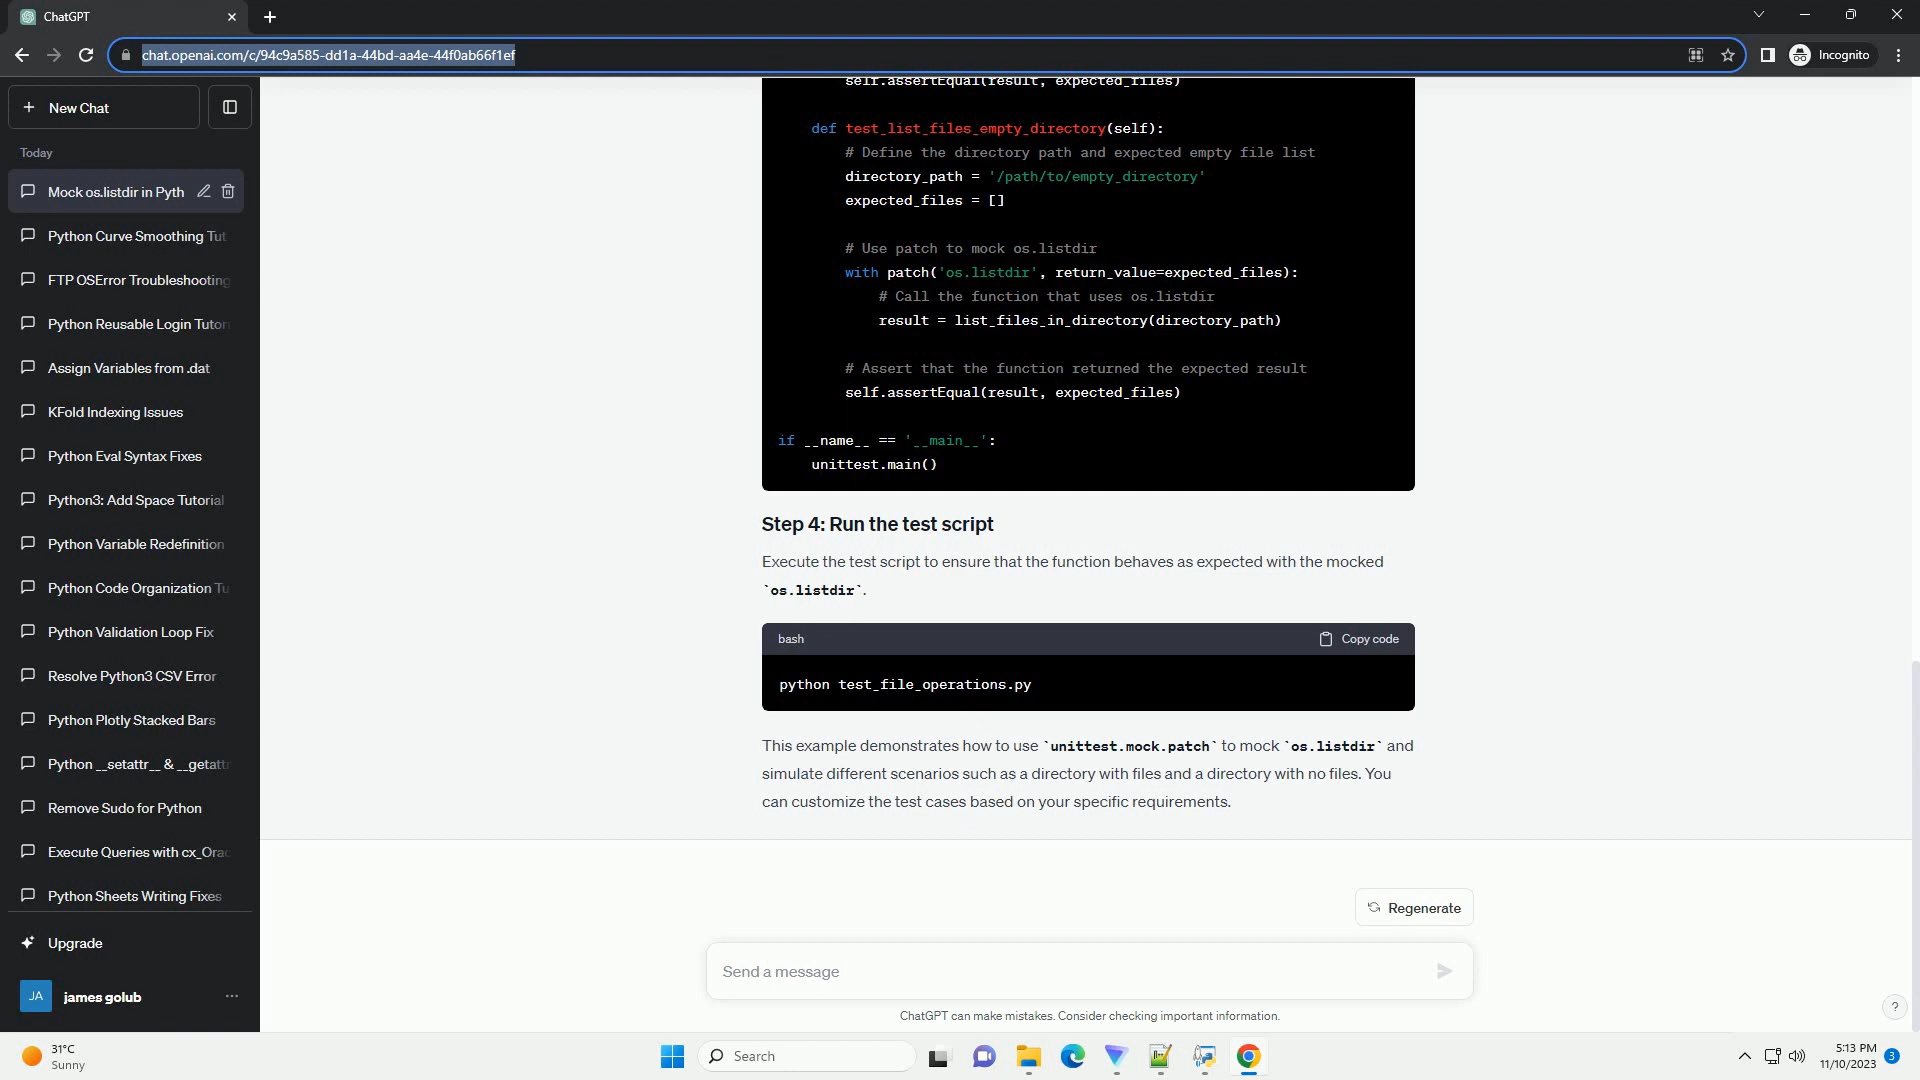 ChatGPT
chat.openai.com/c/94c9a585-dd1a-44bd-aa4e-44f0ab66f1ef
Incognito
New Chat
Today
Mock os.listdir in Pyth
Python Curve Smoothing Tut
FTP OSError Troubleshooting
Python Reusable Login Tutor
Assign Variables from .dat
KFold Indexing Issues
Python Eval Syntax Fixes
Python3: Add Space Tutorial
Python Variable Redefinition
Python Code Organization Tu
Python Validation Loop Fix
Resolve Python3 CSV Error
Python Plotly Stacked Bars
Python __setattr__ & __getattr
Remove Sudo for Python
Execute Queries with cx_Orac
Python Sheets Writing Fixes
Upgrade
JA
james golub
self.assertEqual(result, expected_files)
def test_list_files_empty_directory(self):
# Define the directory path and expected empty file list
directory_path = '/path/to/empty_directory'
expected_files = []
# Use patch to mock os.listdir
with patch('os.listdir', return_value=expected_files):
# Call the function that uses os.listdir
result = list_files_in_directory(directory_path)
# Assert that the function returned the expected result
self.assertEqual(result, expected_files)
if __name__ == '__main__':
unittest.main()
Step 4: Run the test script
Execute the test script to ensure that the function behaves as expected with the mocked
`os.listdir`.
bash
Copy code
python test_file_operations.py
This example demonstrates how to use `unittest.mock.patch` to mock `os.listdir` and
simulate different scenarios such as a directory with files and a directory with no files. You
can customize the test cases based on your specific requirements.
Regenerate
Send a message
ChatGPT can make mistakes. Consider checking important information.
?
31°C
Sunny
Search
5:13 PM
11/10/2023
3